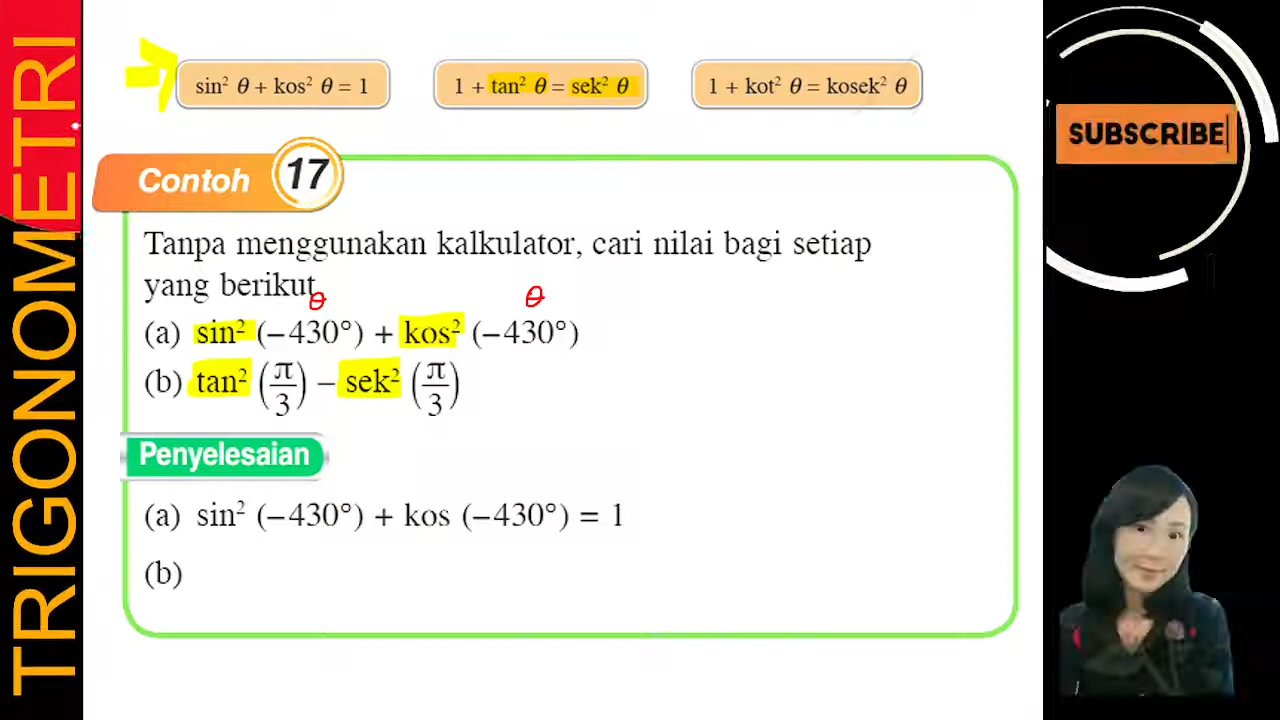 TRIGONOMETRI
sin² θ + kos² θ = 1
1 + tan² θ = sek² θ
1 + kot² θ = kosek² θ
SUBSCRIBE
Contoh 17
Tanpa menggunakan kalkulator, cari nilai bagi setiap
yang berikut
θ θ
(a) sin² (−430°) + kos² (−430°)
(b) tan² (π/3) − sek² (π/3)
Penyelesaian
(a) sin² (−430°) + kos (−430°) = 1
(b)